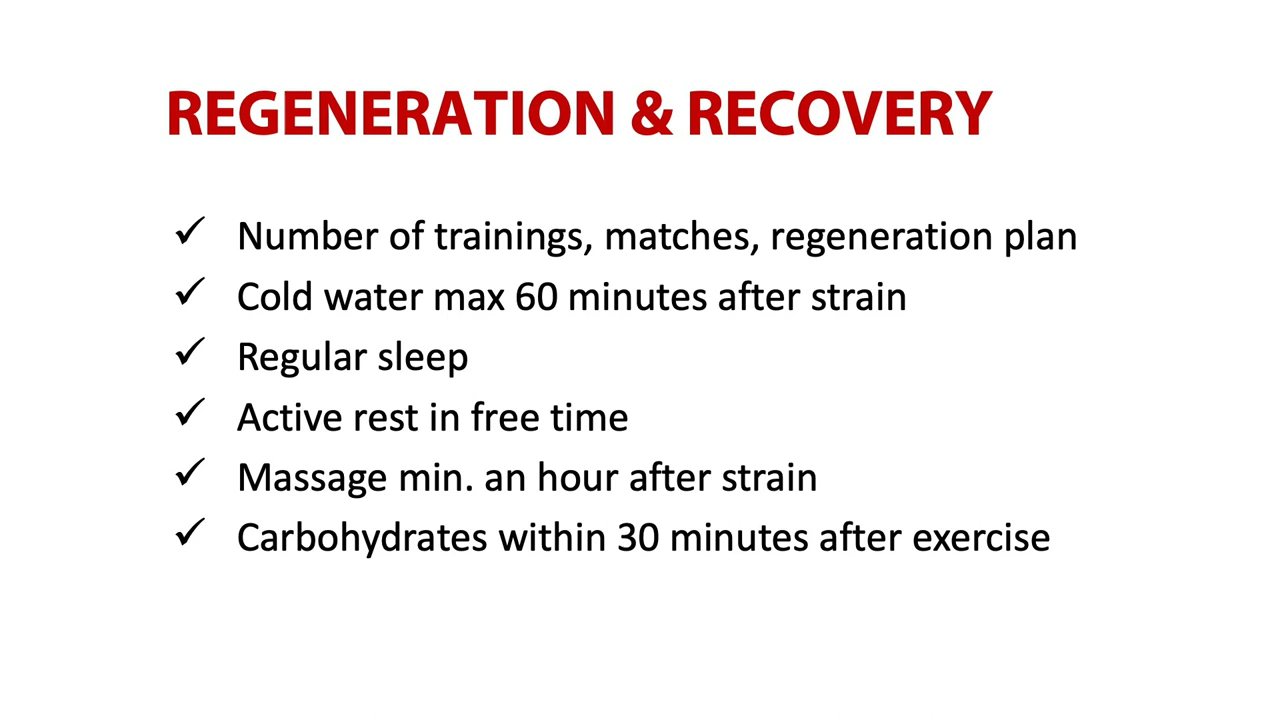 REGENERATION & RECOVERY
✓ Number of trainings, matches, regeneration plan
✓ Cold water max 60 minutes after strain
✓ Regular sleep
✓ Active rest in free time
✓ Massage min. an hour after strain
✓ Carbohydrates within 30 minutes after exercise